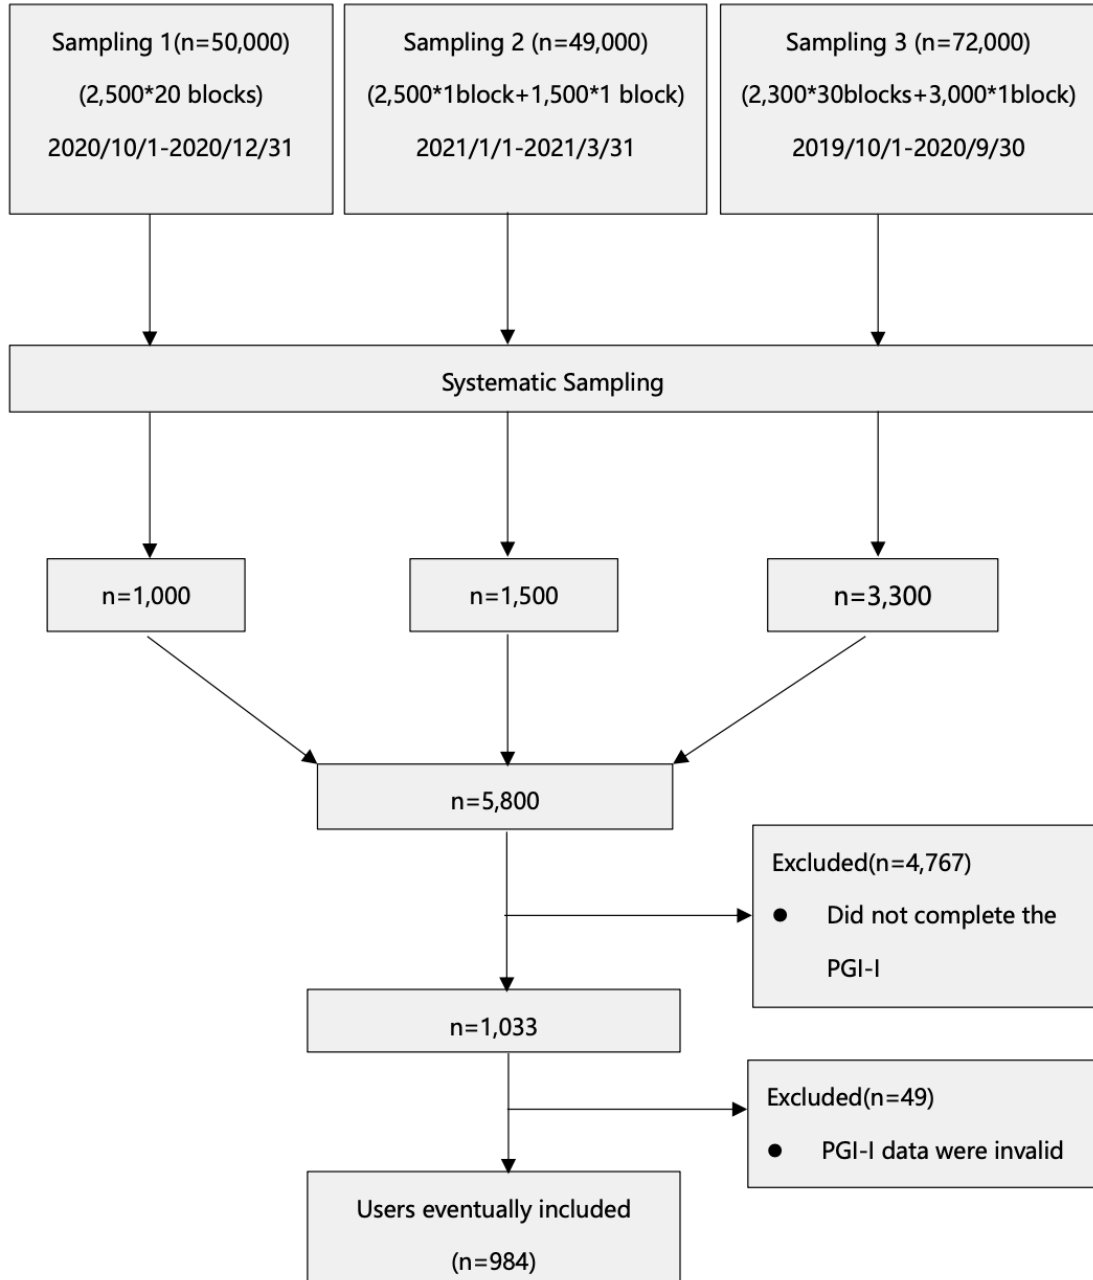 Sampling 1(n=50,000)
(2,500*20 blocks)
2020/10/1-2020/12/31
Sampling 2 (n=49,000)
(2,500*1block+1,500*1 block)
2021/1/1-2021/3/31
Sampling 3 (n=72,000)
(2,300*30blocks+3,000*1block)
2019/10/1-2020/9/30
Systematic Sampling
n=1,000
n=1,500
n=3,300
n=5,800
Excluded(n=4,767)
● Did not complete the
PGI-I
n=1,033
Excluded(n=49)
● PGI-I data were invalid
Users eventually included
(n=984)